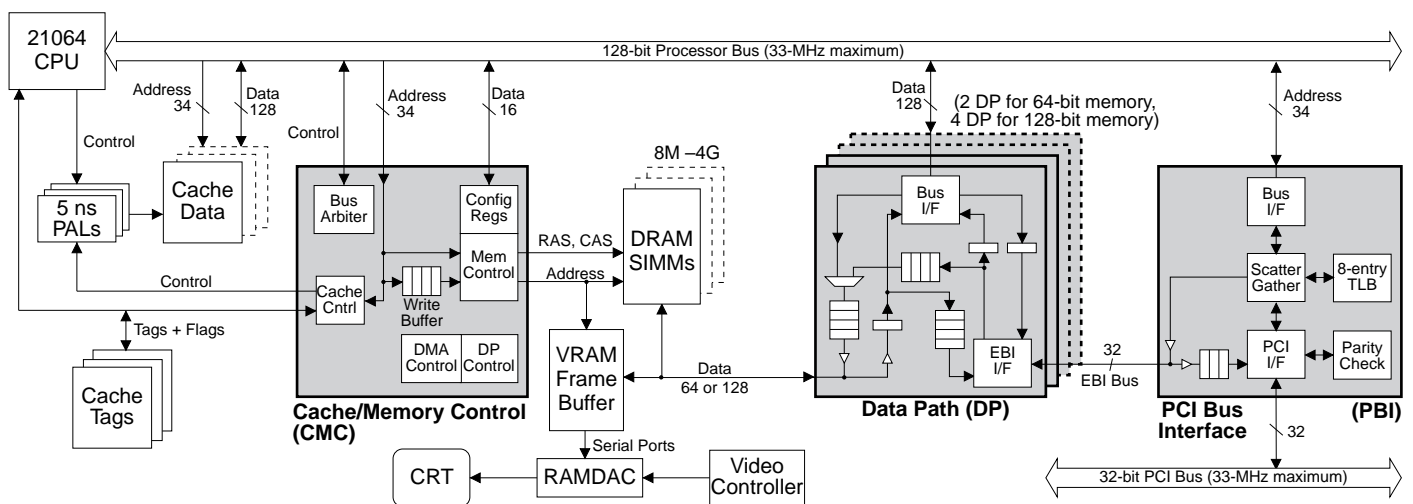 21064
CPU
128-bit Processor Bus (33-MHz maximum)
Address
34
Data
128
Control
Address
34
Data
16
Control
Data
128
(2 DP for 64-bit memory,
4 DP for 128-bit memory)
Address
34
5 ns
PALs
Cache
Data
Bus
Arbiter
Config
Regs
Mem
Control
RAS, CAS
Address
8M –4G
DRAM
SIMMs
Bus
I/F
Bus
I/F
Scatter
Gather
8-entry
TLB
Control
Cache
Cntrl
Write
Buffer
Tags + Flags
Cache
Tags
DMA
Control
DP
Control
VRAM
Frame
Buffer
Data
64 or 128
EBI
I/F
32
EBI Bus
PCI
I/F
Parity
Check
Cache/Memory Control
(CMC)
Data Path (DP)
PCI Bus
Interface
(PBI)
32
Serial Ports
CRT
RAMDAC
Video
Controller
32-bit PCI Bus (33-MHz maximum)